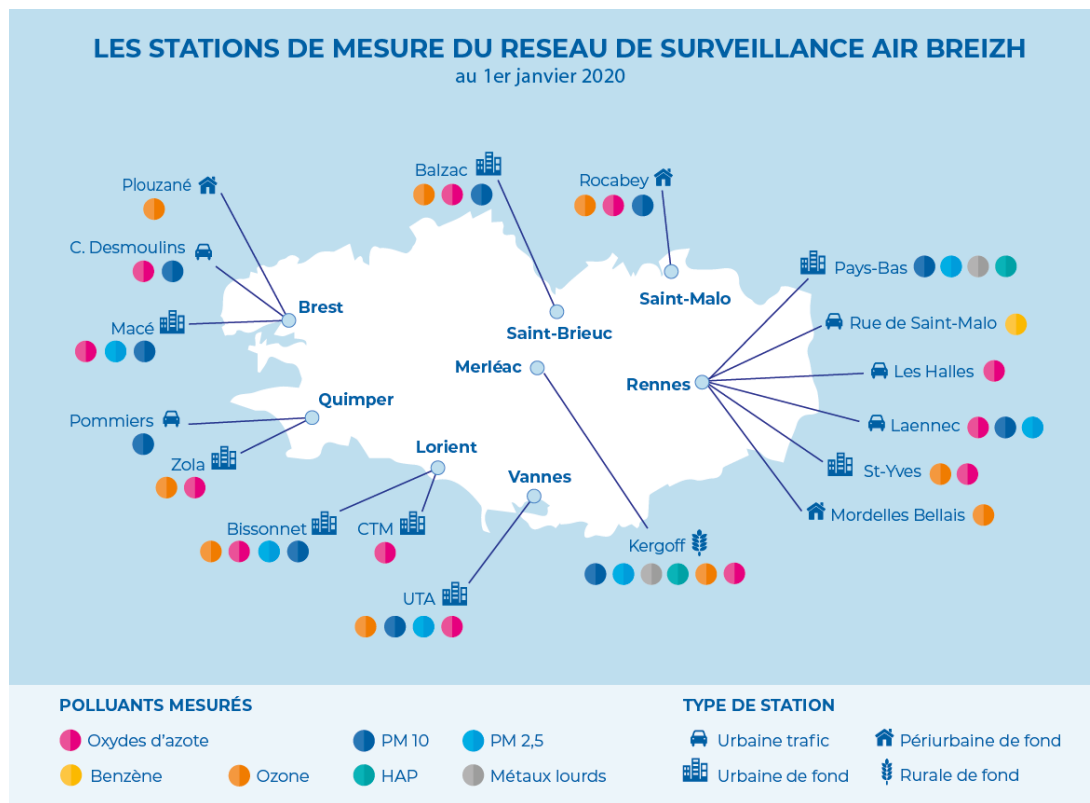 LES STATIONS DE MESURE DU RESEAU DE SURVEILLANCE AIR BREIZH
au 1er janvier 2020
Balzac
Rocabey
Plouzané
C. Desmoulins
Macé
Brest
Saint-Malo
Saint-Brieuc
Merléac
Rennes
Pays-Bas
Rue de Saint-Malo
Les Halles
Laennec
St-Yves
Mordelles Bellais
Quimper
Pommiers
Zola
Lorient
Vannes
Bissonnet
CTM
Kergoff
UTA
POLLUANTS MESURÉS
Oxydes d'azote
PM 10
PM 2,5
Benzène
Ozone
HAP
Métaux lourds
TYPE DE STATION
Urbaine trafic
Périurbaine de fond
Urbaine de fond
Rurale de fond